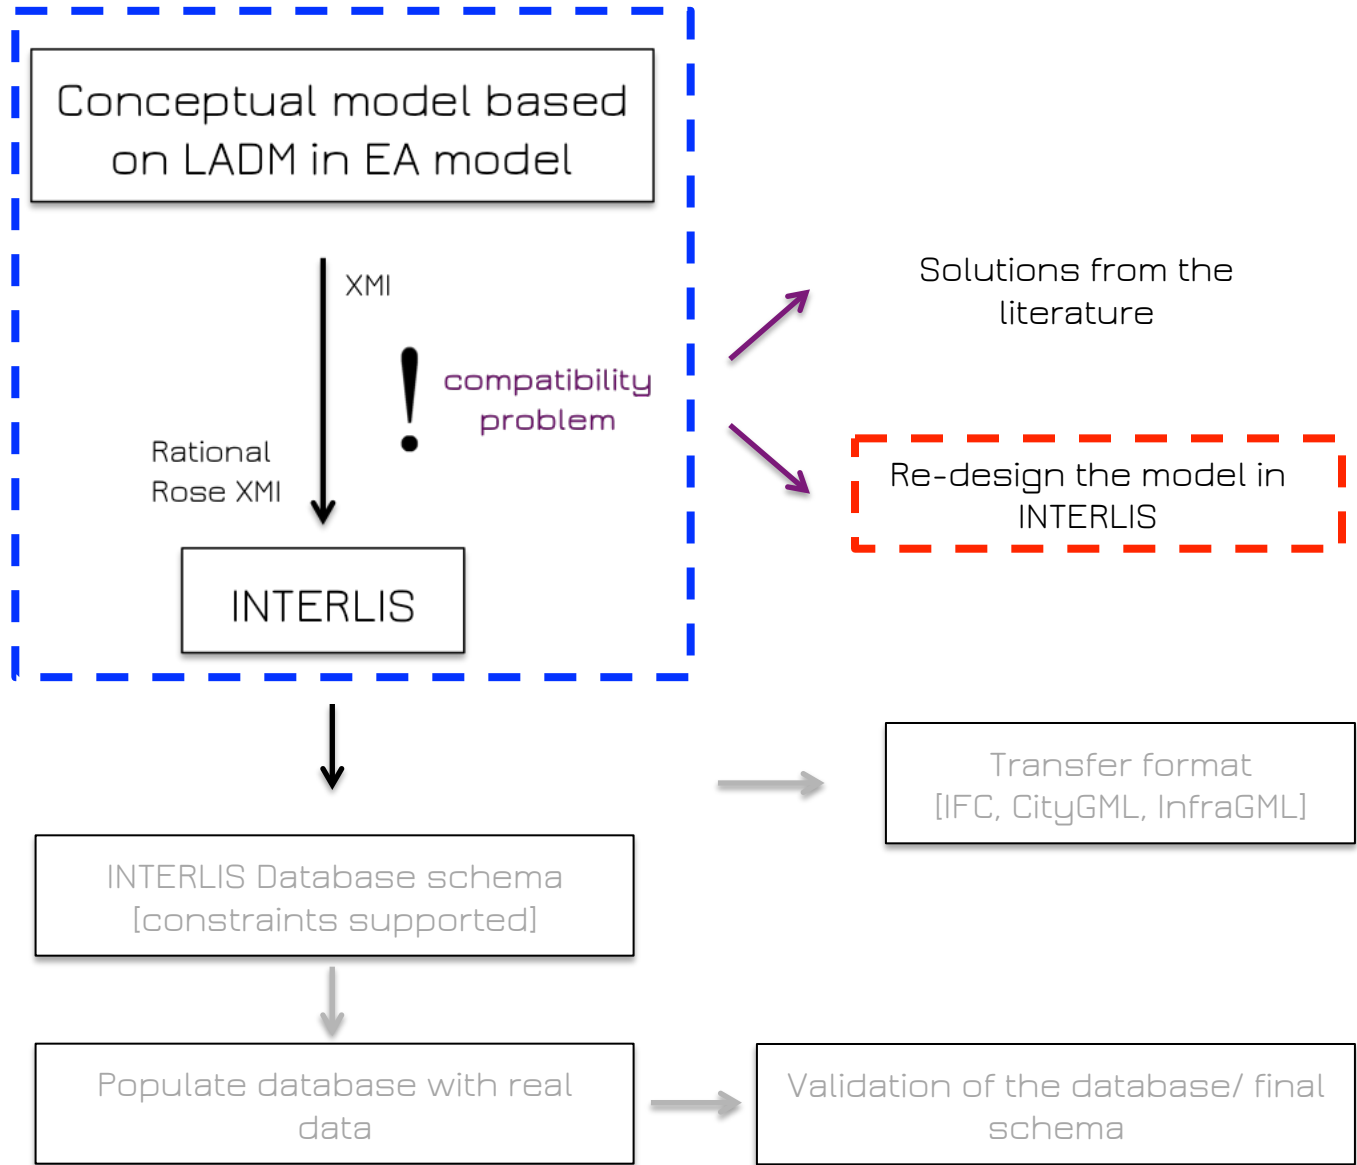 Conceptual model based
on LADM in EA model
XMI
!
compatibility
problem
Rational
Rose XMI
INTERLIS
Solutions from the
literature
Re-design the model in
INTERLIS
Transfer format
[IFC, CityGML, InfraGML]
INTERLIS Database schema
[constraints supported]
Populate database with real
data
Validation of the database/ final
schema